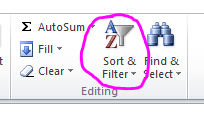 Σ AutoSum
Fill
Clear
A
Z
Sort &
Filter
Find &
Select
Editing